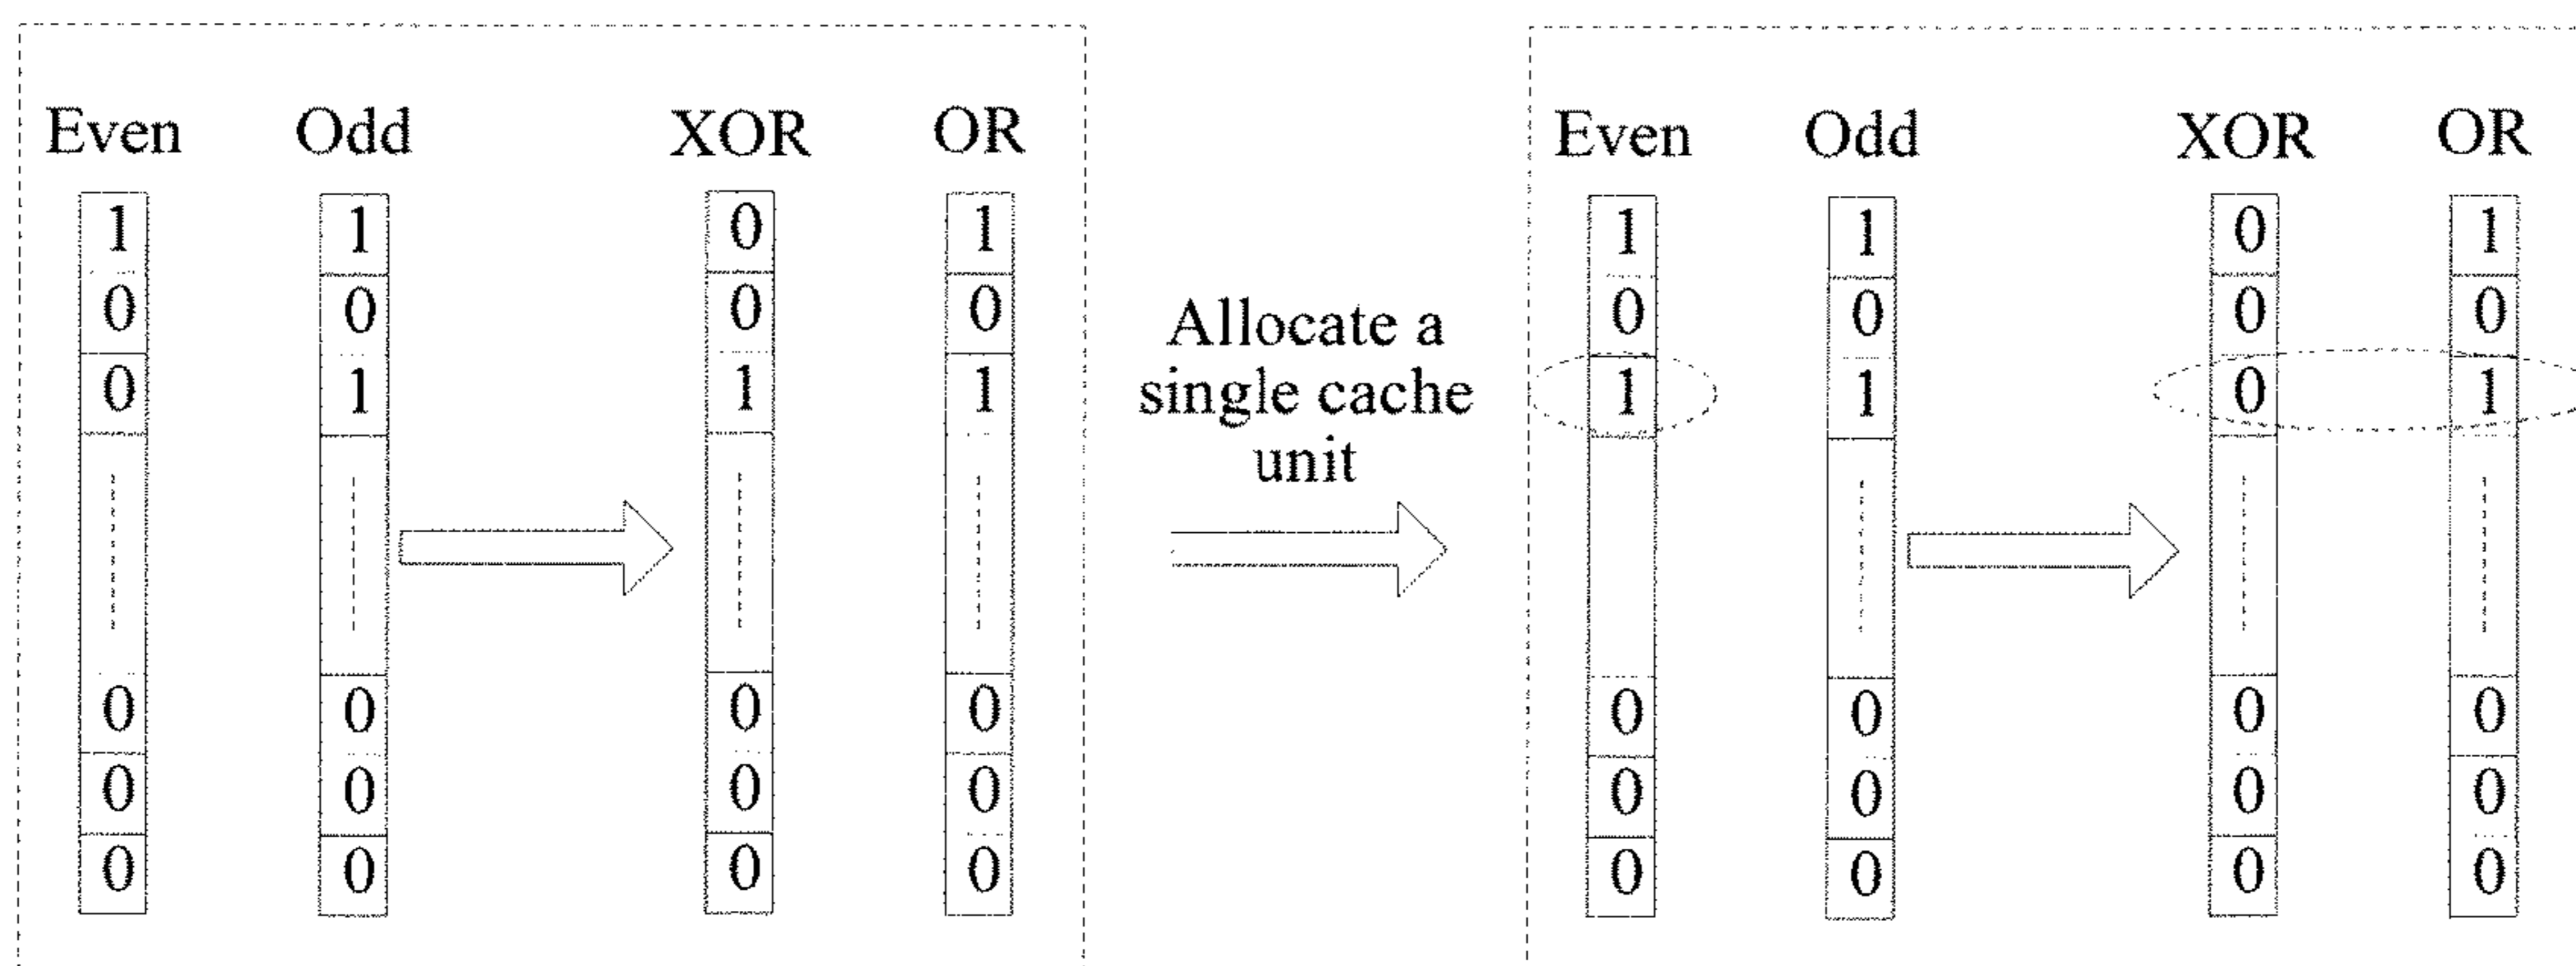 Even Odd XOR OR Even Odd XOR OR
1 1 0 1 1 1 0 1
0 0 0 0 0 0 0 0
Allocate a
0 1 1 1 1 1 0 1
single cache
unit
0 0 0 0 0 0 0 0
0 0 0 0 0 0 0 0
0 0 0 0 0 0 0 0